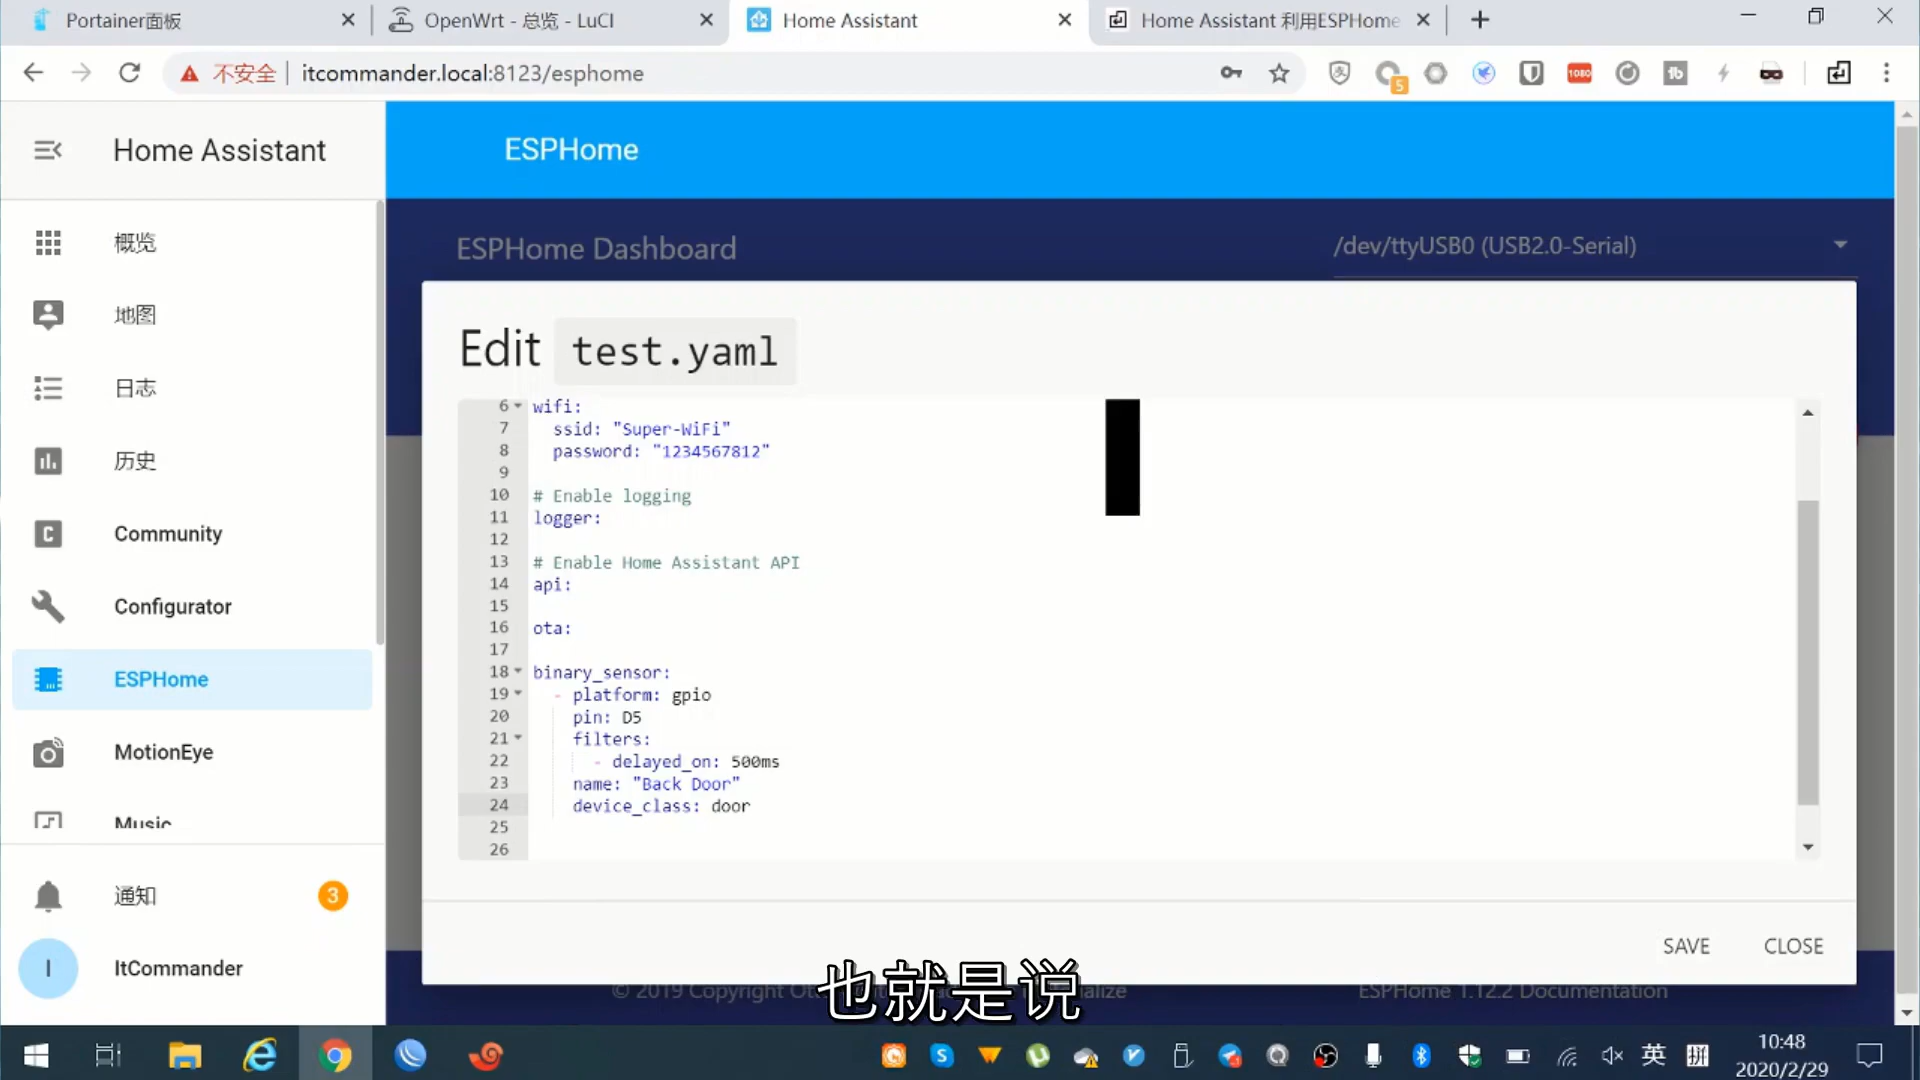 Portainer面板
OpenWrt - 总览 - LuCI
Home Assistant
Home Assistant 利用ESPHome
不安全
itcommander.local:8123/esphome
5
1080
Home Assistant
ESPHome
概览
地图
日志
历史
Community
Configurator
ESPHome
MotionEye
Music
通知
3
I
ItCommander
ESPHome Dashboard
/dev/ttyUSB0 (USB2.0-Serial)
Edit test.yaml
6 wifi:
7 ssid: "Super-WiFi"
8 password: "1234567812"
9
10 # Enable logging
11 logger:
12
13 # Enable Home Assistant API
14 api:
15
16 ota:
17
18 binary_sensor:
19 - platform: gpio
20 pin: D5
21 filters:
22 - delayed_on: 500ms
23 name: "Back Door"
24 device_class: door
25
26
SAVE
CLOSE
© 2019 Copyright
ESPHome 1.12.2 Documentation
也就是说
英
拼
10:48
2020/2/29